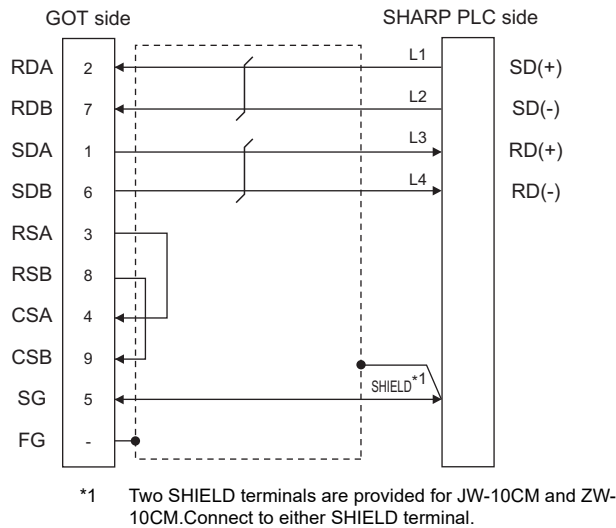 GOT side SHARP PLC side
RDA 2 L1 SD(+)
RDB 7 L2 SD(-)
SDA 1 L3 RD(+)
SDB 6 L4 RD(-)
RSA 3
RSB 8
CSA 4
CSB 9
SHIELD*1
SG 5
FG -
*1 Two SHIELD terminals are provided for JW-10CM and ZW-
10CM.Connect to either SHIELD terminal.